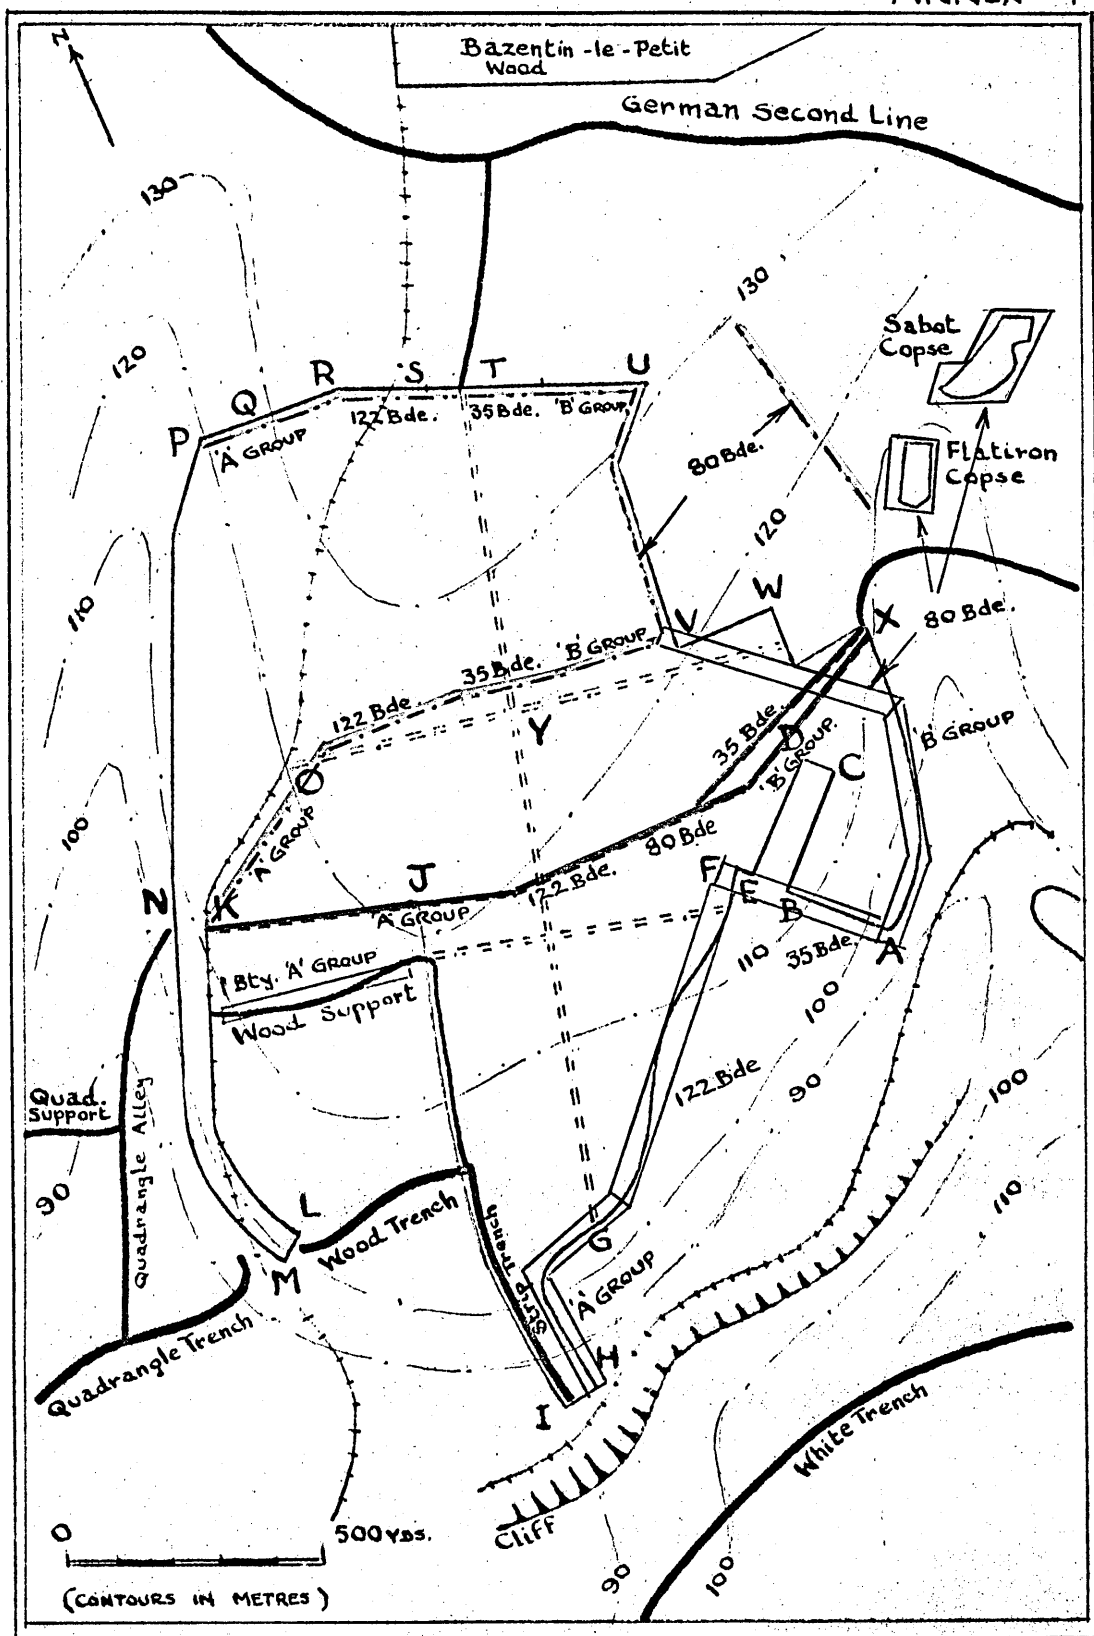 ANNEX
N
Bazentin-le-Petit
Wood
German Second Line
130
130
120
Sabot
Copse
R
S
T
U
Q
P
'A' GROUP
122 Bde.
35 Bde.
'B' GROUP
80 Bde.
Flatiron
Copse
120
110
W
V
X
80 Bde.
122 Bde.
35 Bde.
'B' GROUP
Y
35 Bde.
D
'B' GROUP.
C
'B' GROUP
O
100
'A' GROUP
80 Bde
122 Bde.
J
'A' GROUP
F
E
B
A
N
K
35 Bde.
110
100
1 Bty. 'A' GROUP
Wood Support
122 Bde
90
100
Quad.
Support
Quadrangle Alley
90
110
L
Wood Trench
Strip Trench
G
'A' GROUP
M
Quadrangle Trench
H
I
White Trench
Cliff
0
500 YDS.
(CONTOURS IN METRES)
90
100